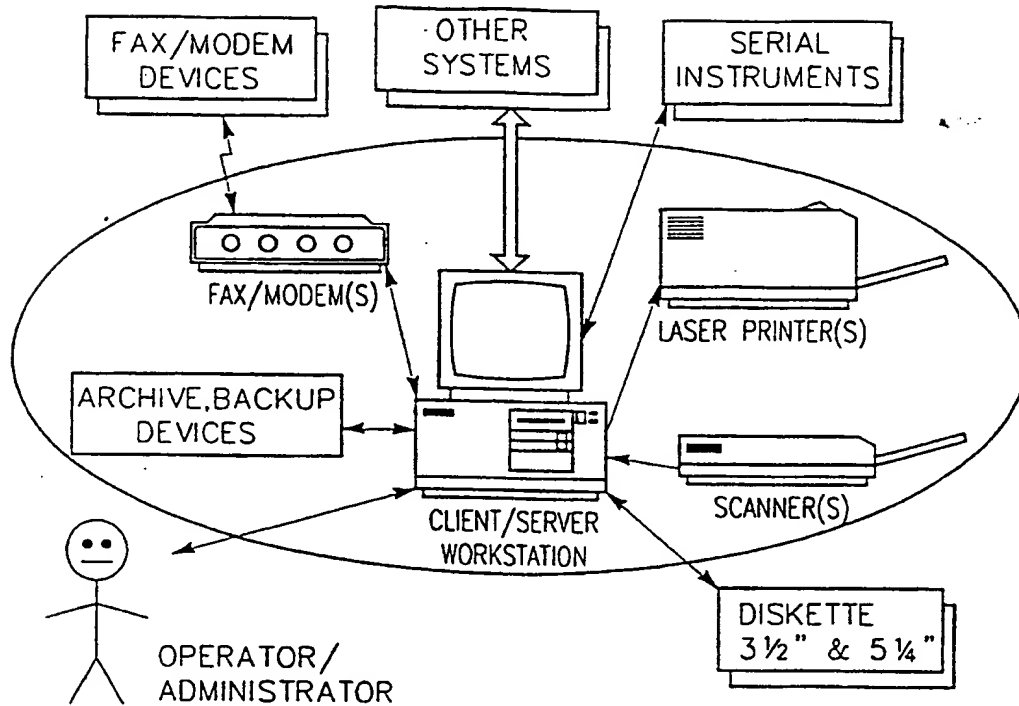 FAX/MODEM
DEVICES
OTHER
SYSTEMS
SERIAL
INSTRUMENTS
FAX/MODEM(S)
LASER PRINTER(S)
ARCHIVE,BACKUP
DEVICES
SCANNER(S)
CLIENT/SERVER
WORKSTATION
OPERATOR/
ADMINISTRATOR
DISKETTE
3½" & 5¼"